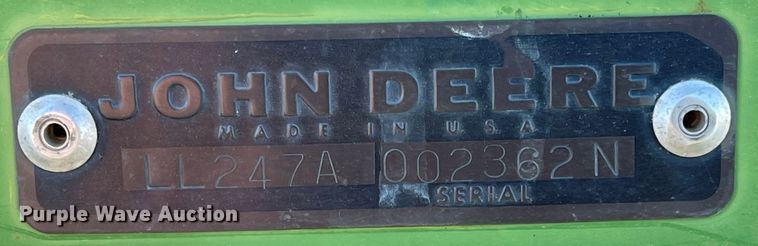 JOHN DEERE
MADE IN U.S.A
LL247A 002362N
SERIAL
Purple Wave Auction